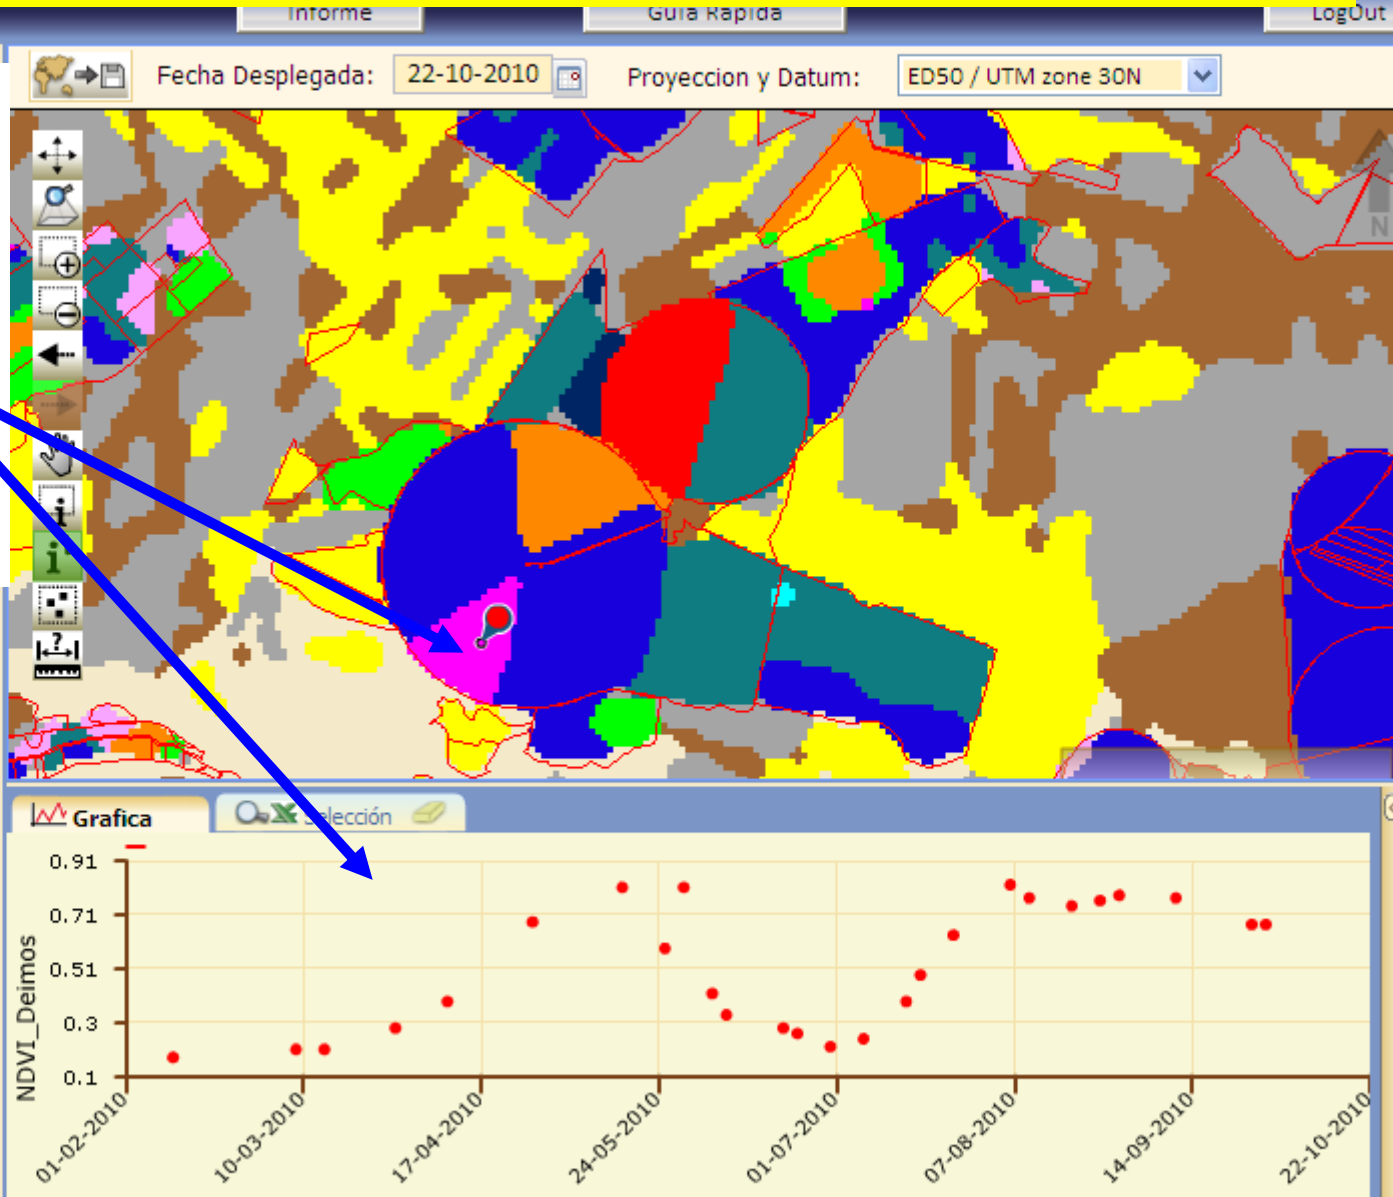 Informe
Guia Rapida
LogOut
Fecha Desplegada:
22-10-2010
Proyeccion y Datum:
ED50 / UTM zone 30N
N
i
i
?
Grafica
Selección
NDVI_Deimos
0.91
0.71
0.51
0.3
0.1
01-02-2010
10-03-2010
17-04-2010
24-05-2010
01-07-2010
07-08-2010
14-09-2010
22-10-2010